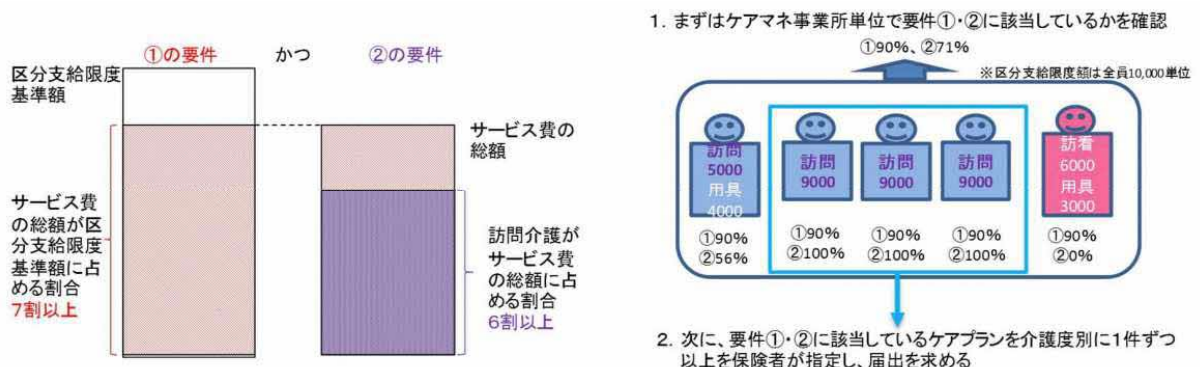 ①の要件
かつ
②の要件
区分支給限度
基準額
サービス費の
総額
サービス費
の総額が区
分支給限度
基準額に占
める割合
7割以上
訪問介護が
サービス費
の総額に占
める割合
6割以上
1. まずはケアマネ事業所単位で要件①・②に該当しているかを確認
①90%、②71%
※区分支給限度額は全員10,000単位
訪問
5000
用具
4000
①90%
②56%
訪問
9000
①90%
②100%
訪問
9000
①90%
②100%
訪問
9000
①90%
②100%
訪看
6000
用具
3000
①90%
②0%
2. 次に、要件①・②に該当しているケアプランを介護度別に1件ずつ
以上を保険者が指定し、届出を求める